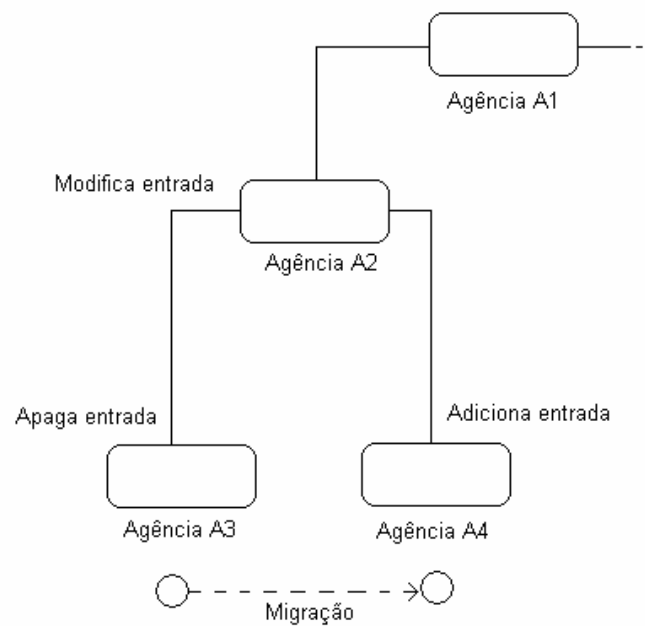 Agência A1
Modifica entrada
Agência A2
Apaga entrada
Adiciona entrada
Agência A3
Agência A4
Migração